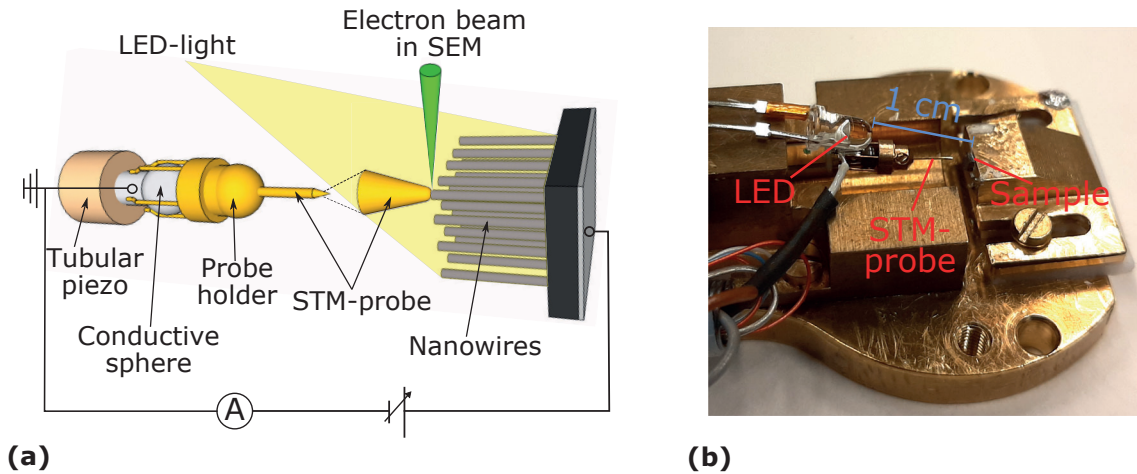 LED-light
Electron beam
in SEM
Tubular
piezo
Conductive
sphere
Probe
holder
STM-probe
Nanowires
A
(a)
1 cm
LED
Sample
STM-
probe
(b)